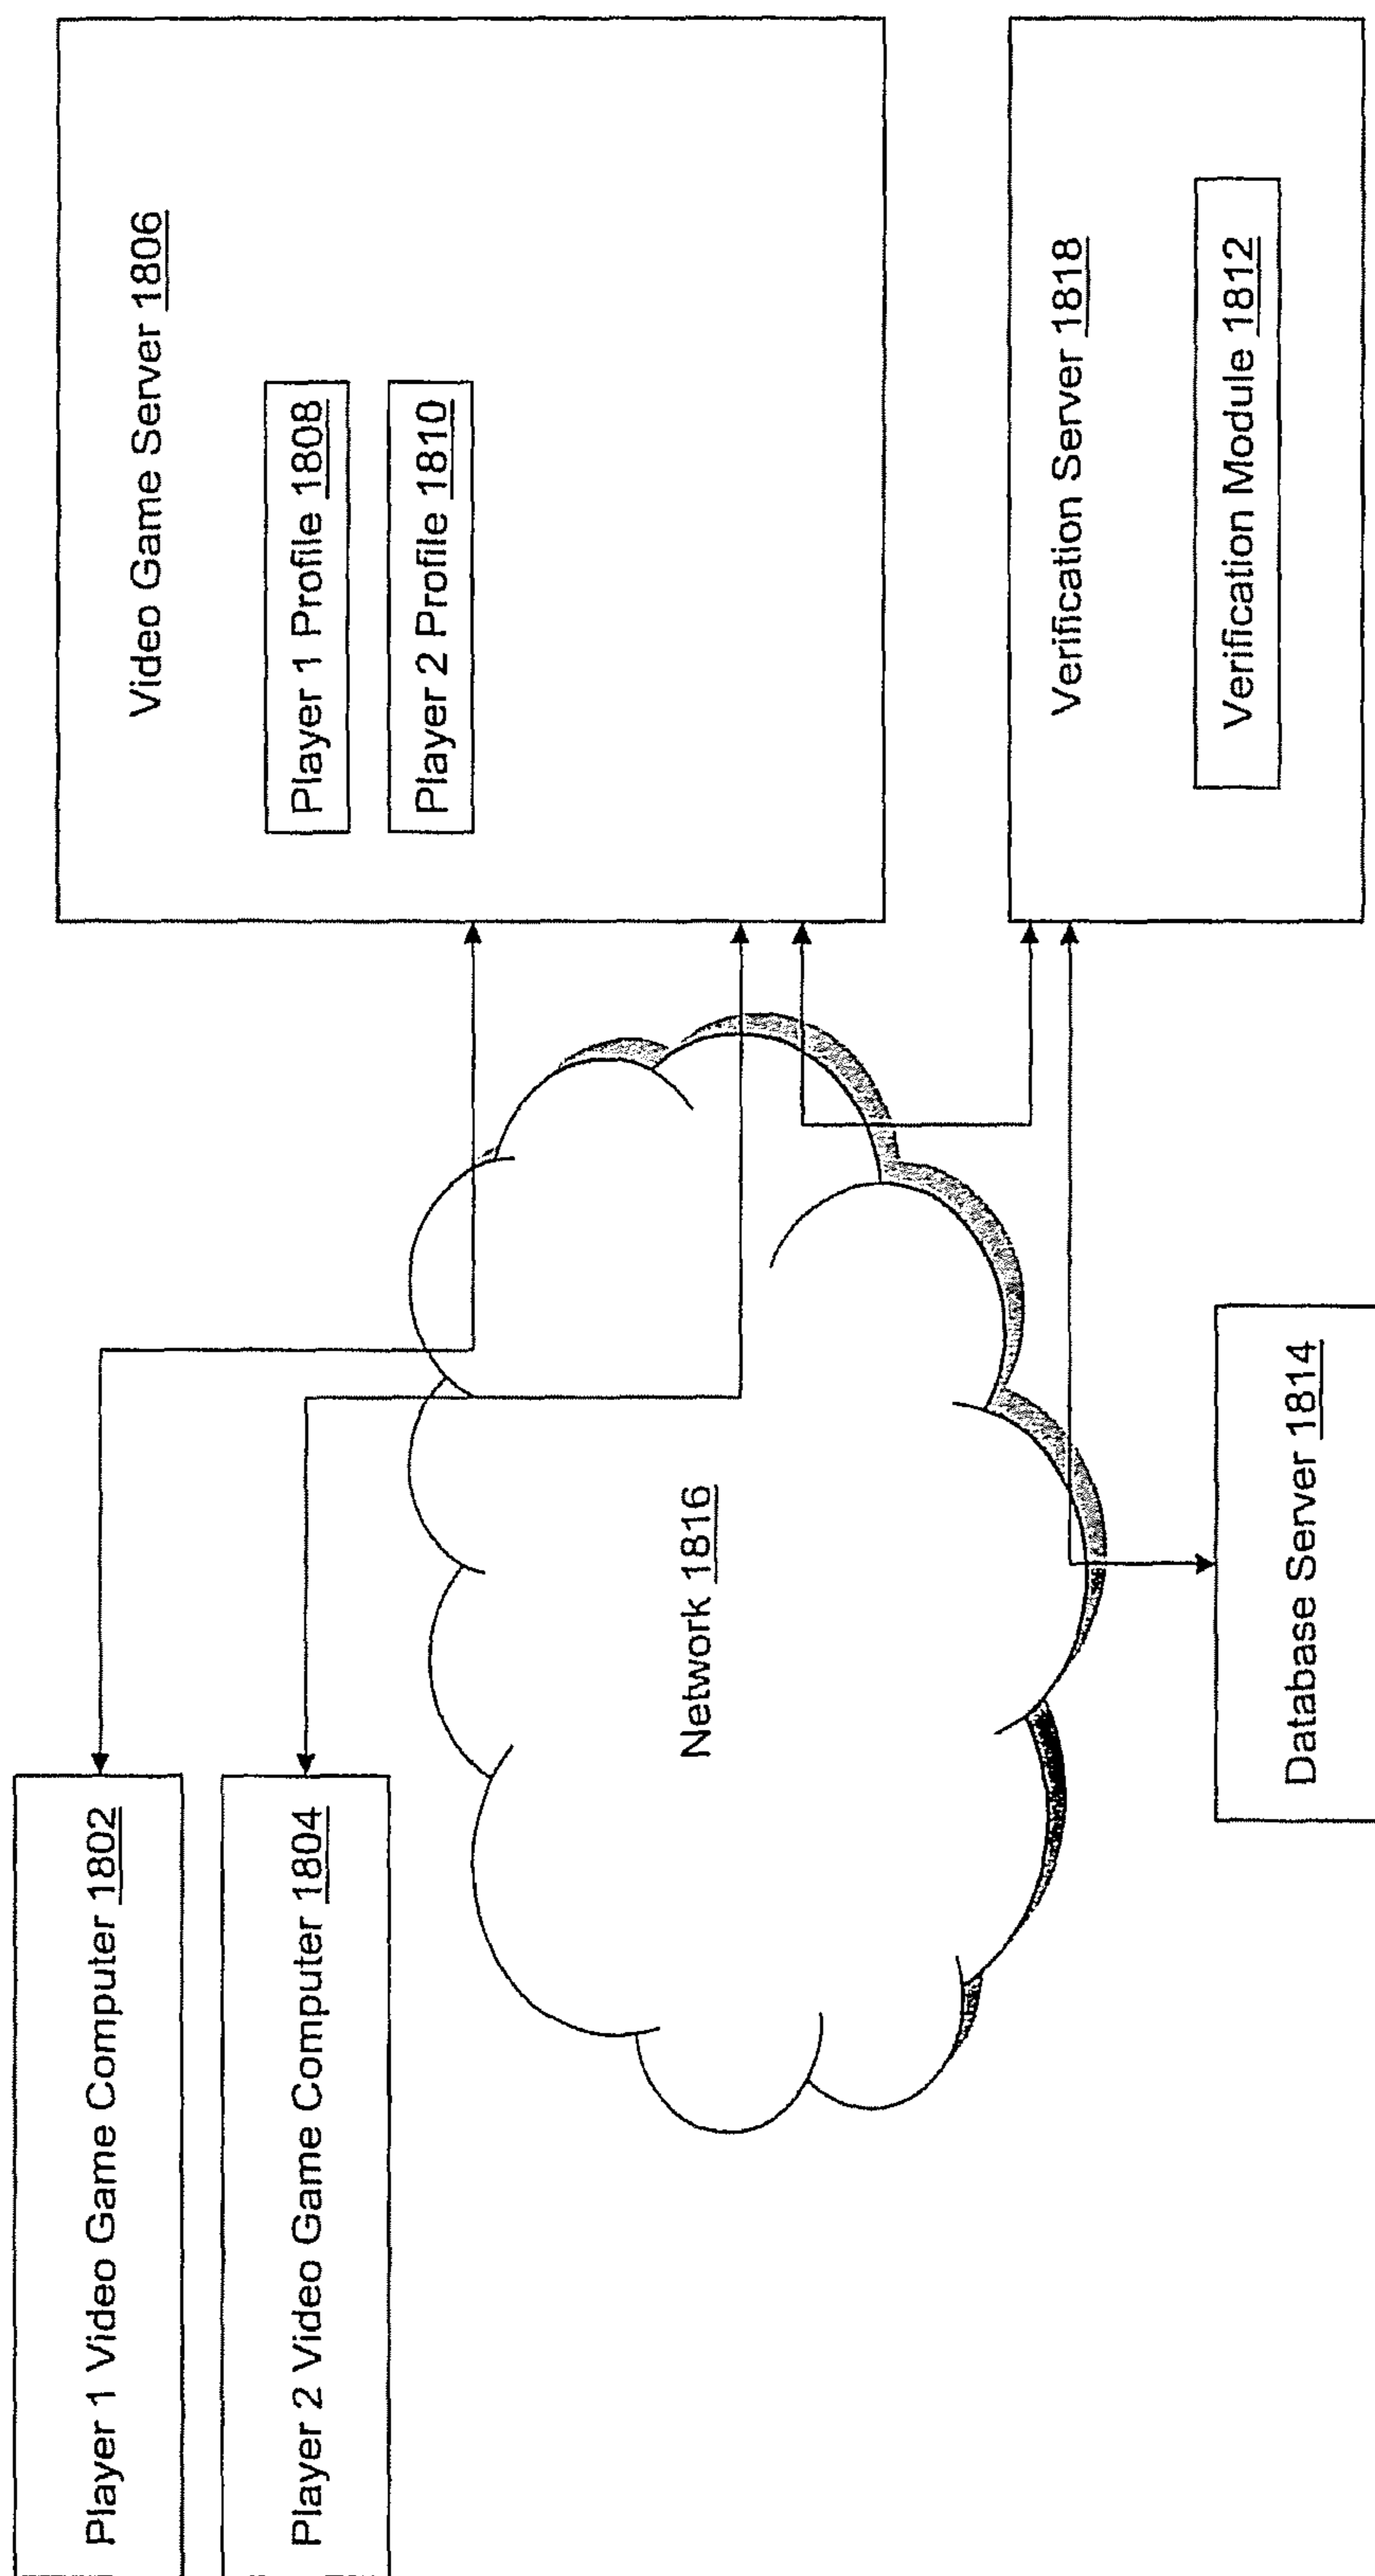 Player 1 Video Game Computer 1802
Player 2 Video Game Computer 1804
Video Game Server 1806
Player 1 Profile 1808
Player 2 Profile 1810
Network 1816
Verification Server 1818
Verification Module 1812
Database Server 1814